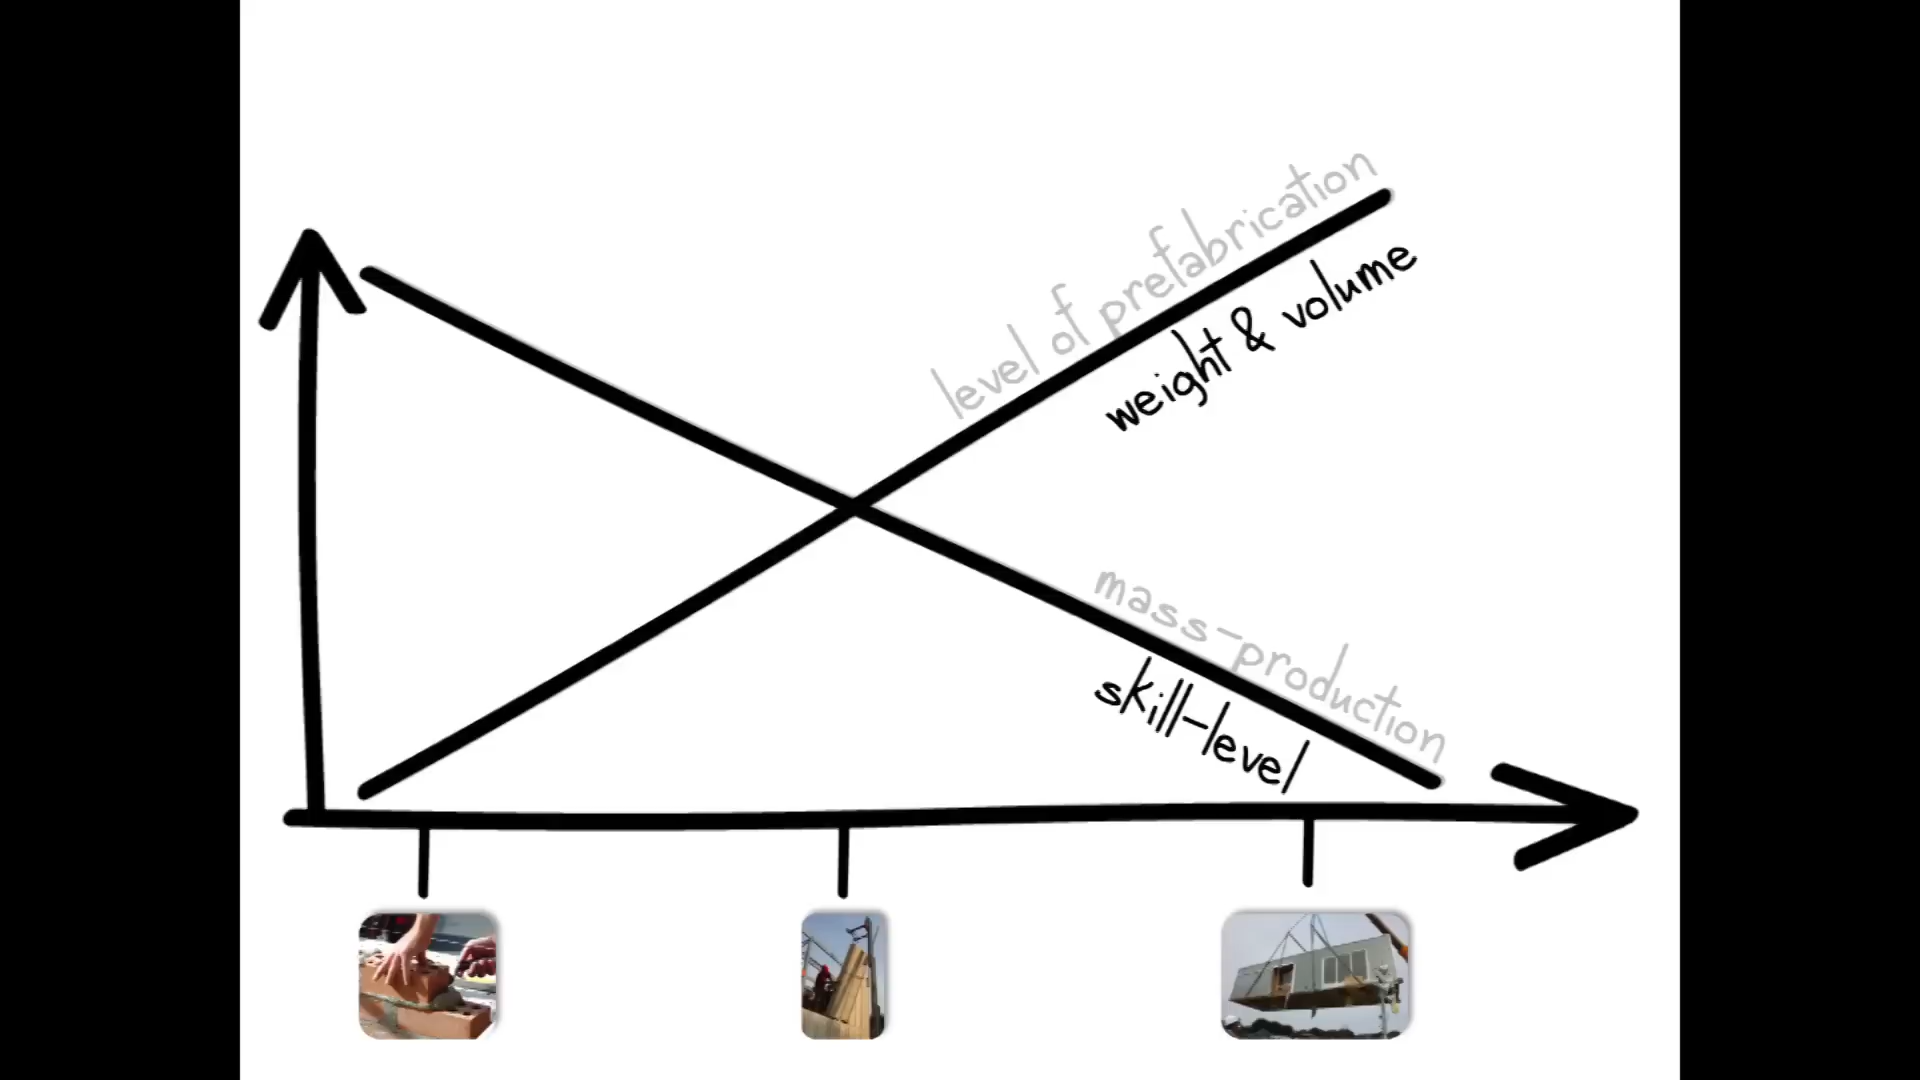 level of prefabrication
weight & volume
mass-production
skill-level